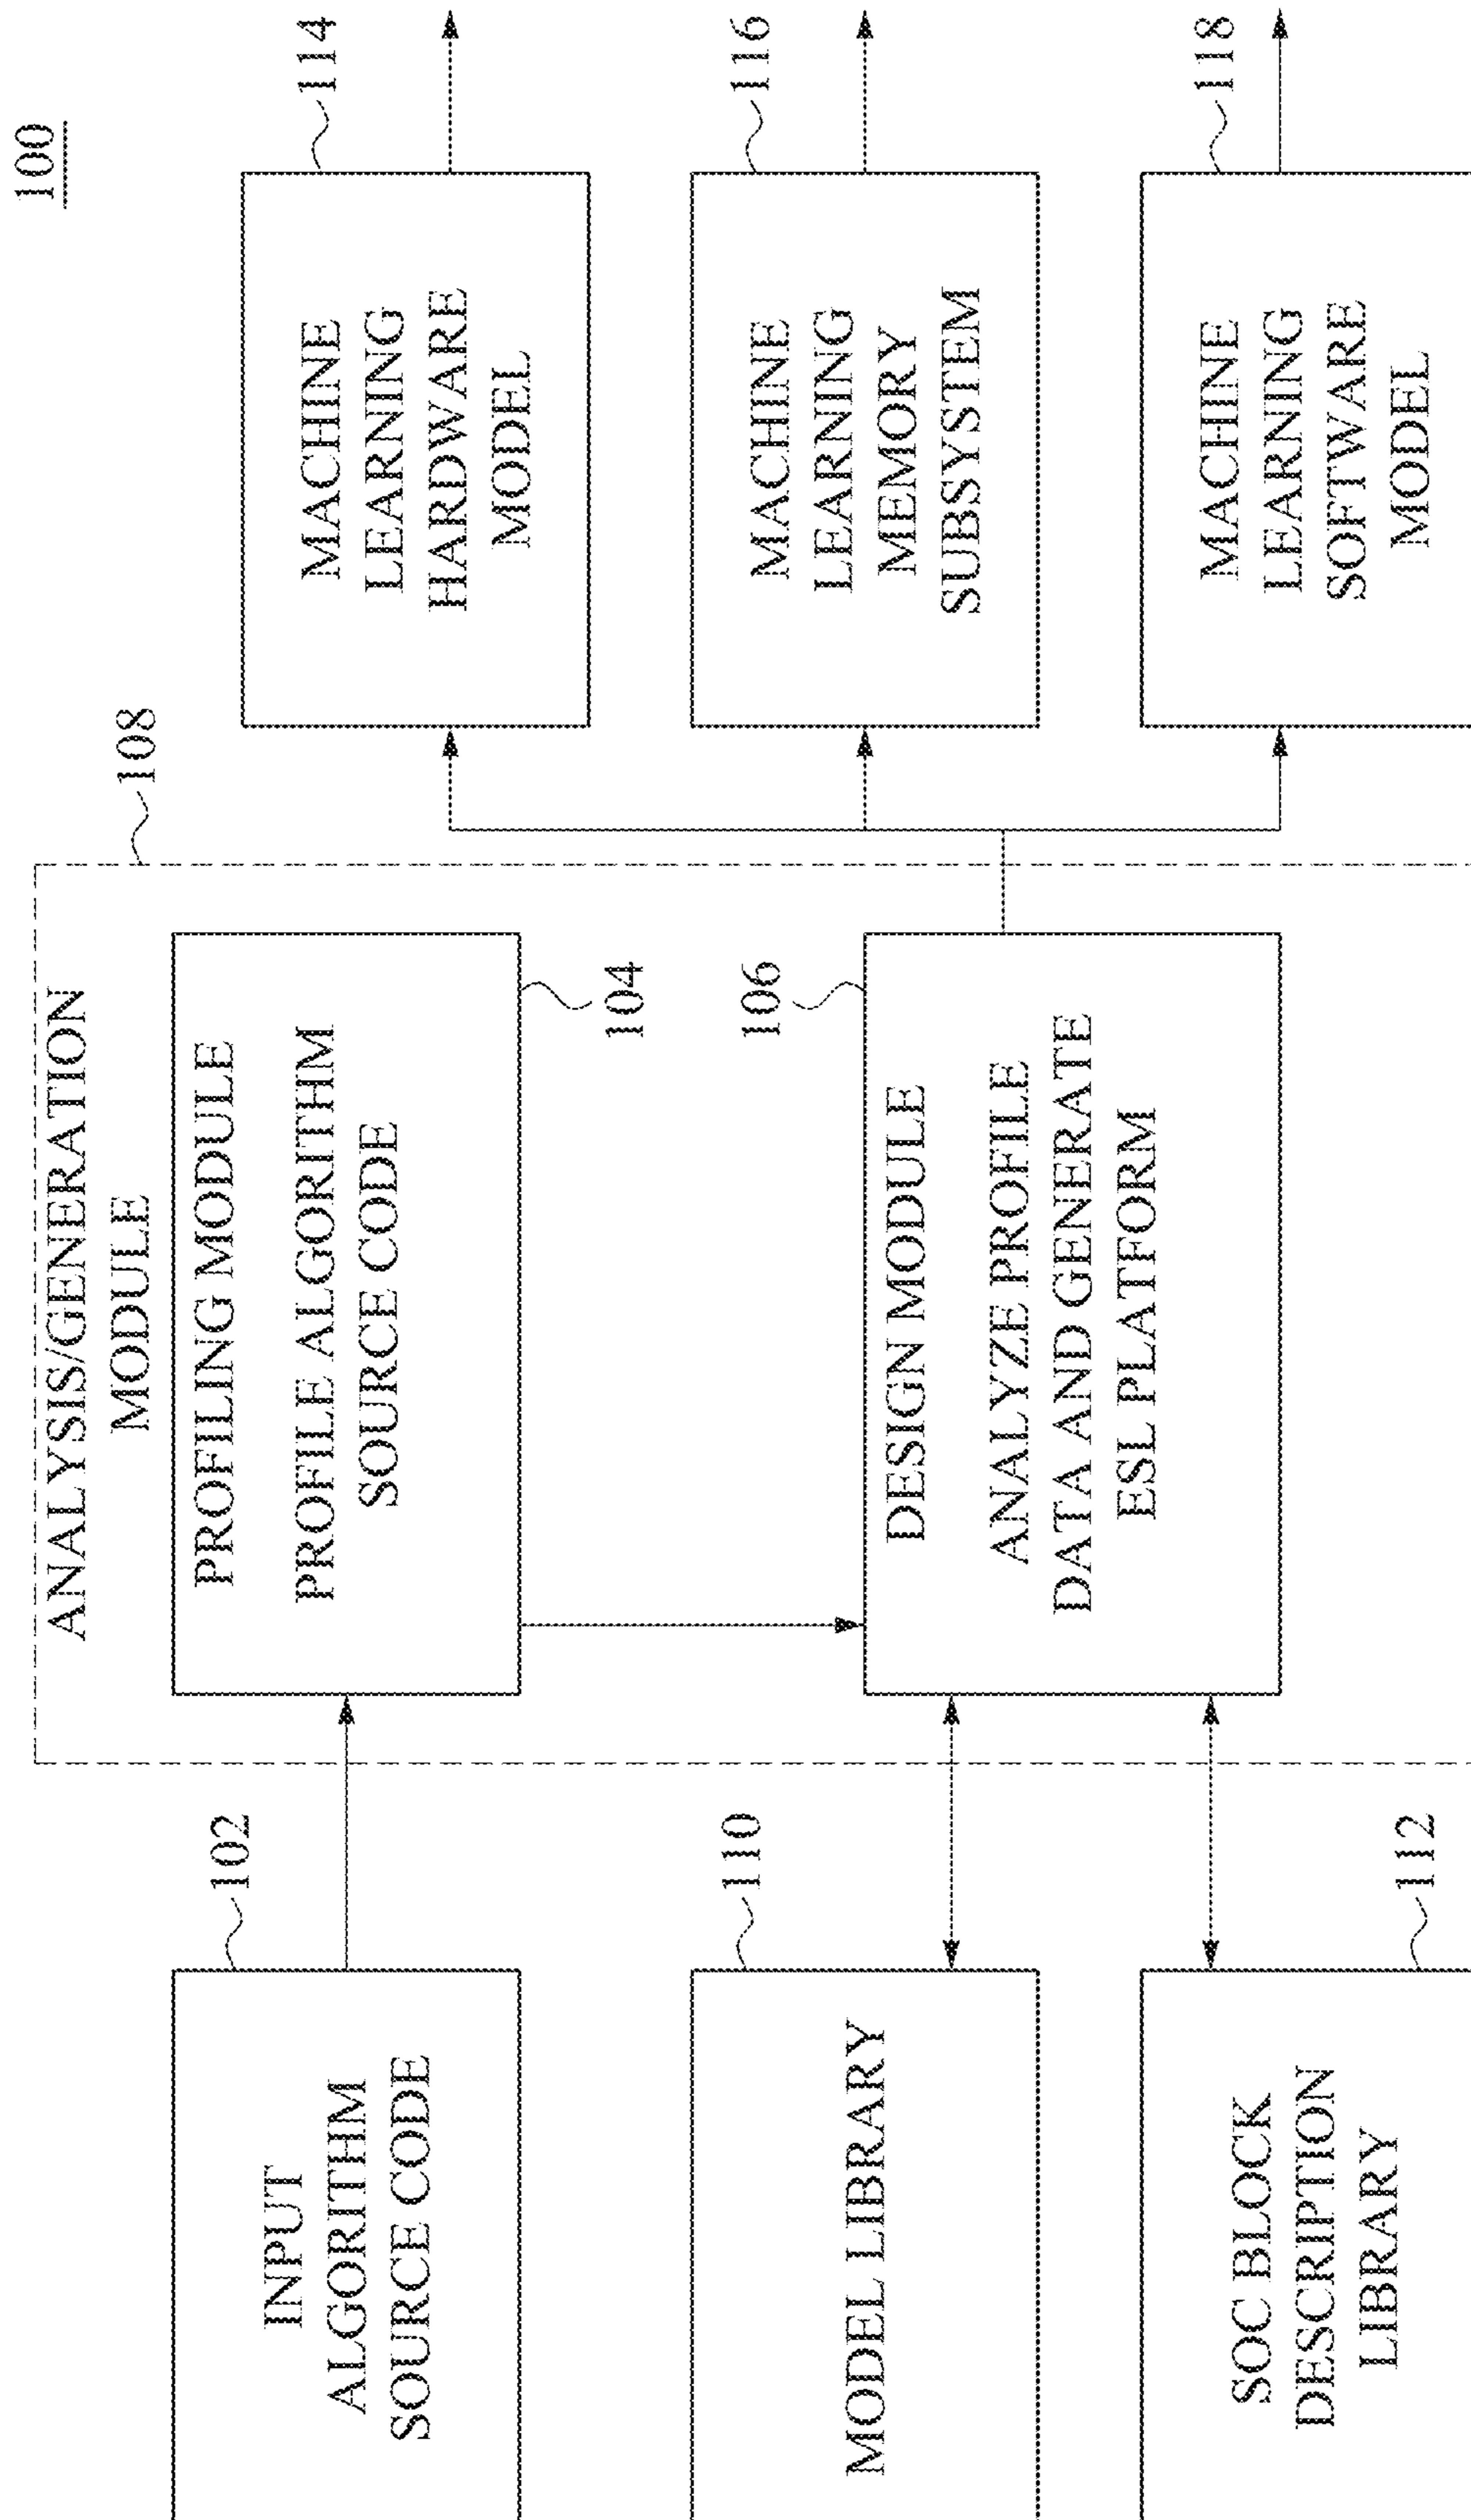 100
ANALYSIS/GENERATION
MODULE
108
102
INPUT
ALGORITHM
SOURCE CODE
PROFILING MODULE
PROFILE ALGORITHM
SOURCE CODE
104
114
MACHINE
LEARNING
HARDWARE
MODEL
110
MODEL LIBRARY
106
DESIGN MODULE
ANALYZE PROFILE
DATA AND GENERATE
ESL PLATFORM
116
MACHINE
LEARNING
MEMORY
SUBSYSTEM
SOC BLOCK
DESCRIPTION
LIBRARY
112
118
MACHINE
LEARNING
SOFTWARE
MODEL